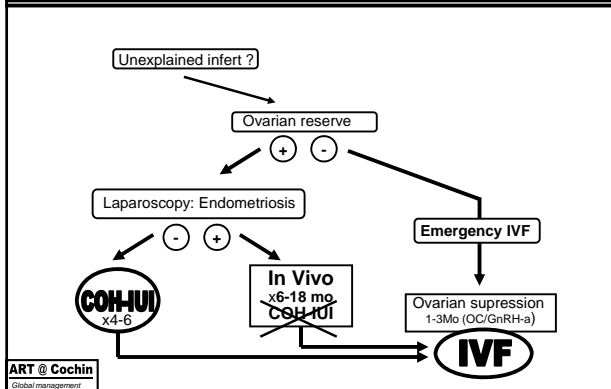 Unexplained infert ?
Ovarian reserve
+ -
Laparoscopy: Endometriosis
- +
Emergency IVF
COH-IUI
x4-6
In Vivo
x6-18 mo
COH-IUI
Ovarian supression
1-3Mo (OC/GnRH-a)
IVF
ART @ Cochin
Global management